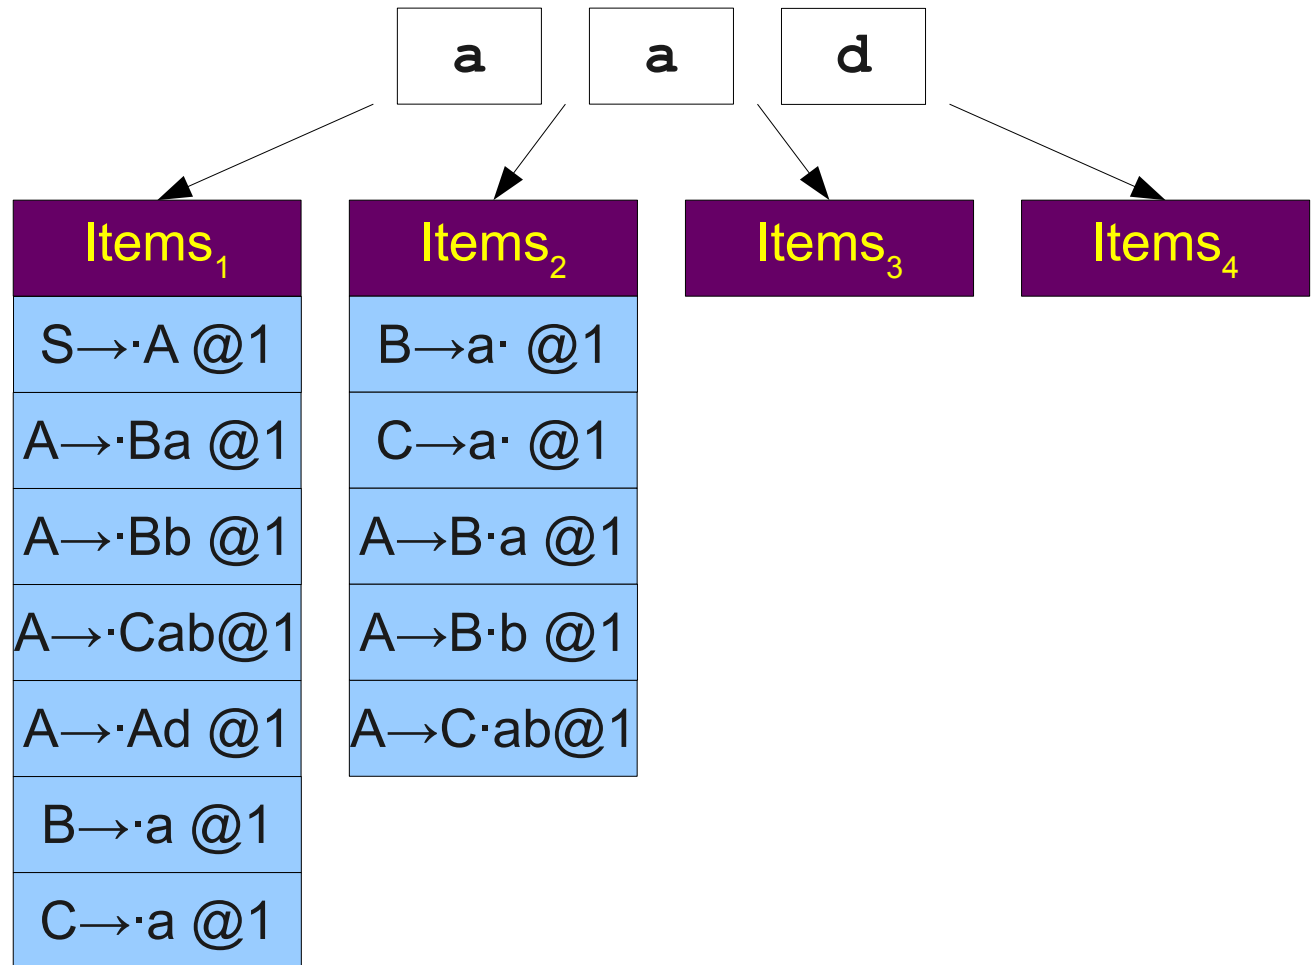 a a d
Items₁ Items₂ Items₃ Items₄
S→·A @1 B→a· @1
A→·Ba @1 C→a· @1
A→·Bb @1 A→B·a @1
A→·Cab@1 A→B·b @1
A→·Ad @1 A→C·ab@1
B→·a @1
C→·a @1